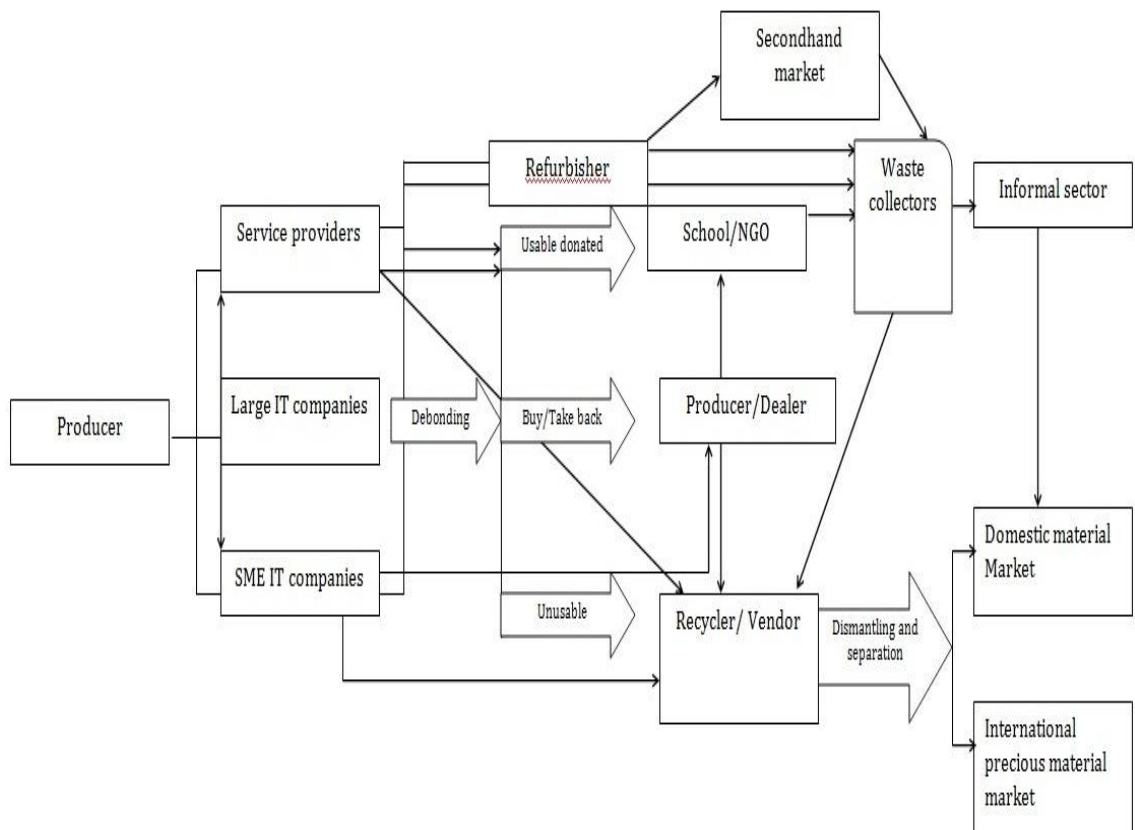 Secondhand
market
Refurbisher
Waste
collectors
Informal sector
Service providers
Usable donated
School/NGO
Large IT companies
Debonding
Buy/Take back
Producer/Dealer
Producer
SME IT companies
Unusable
Recycler/ Vendor
Dismantling and
separation
Domestic material
Market
International
precious material
market